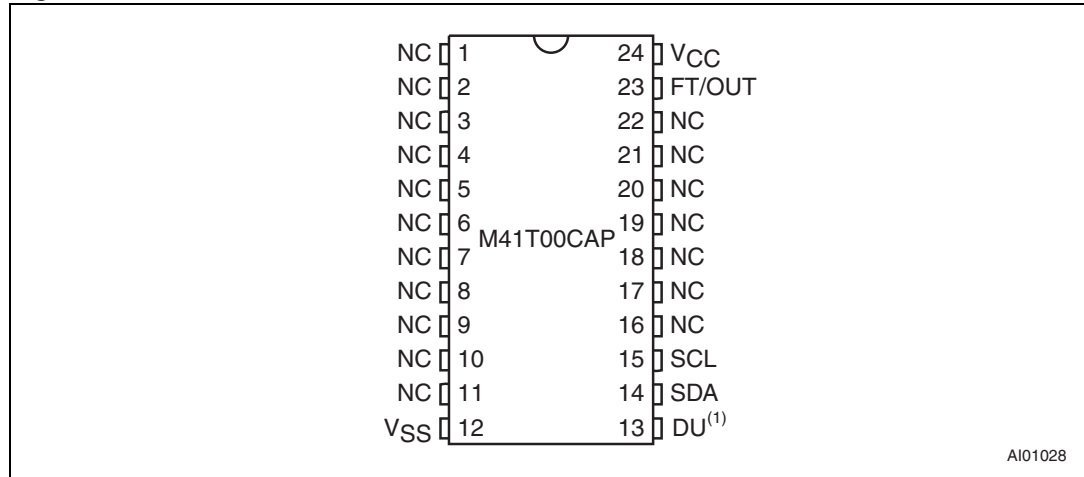 NC 1 24 VCC
NC 2 23 FT/OUT
NC 3 22 NC
NC 4 21 NC
NC 5 20 NC
NC 6 19 NC
M41T00CAP
NC 7 18 NC
NC 8 17 NC
NC 9 16 NC
NC 10 15 SCL
NC 11 14 SDA
VSS 12 13 DU(1)
AI01028